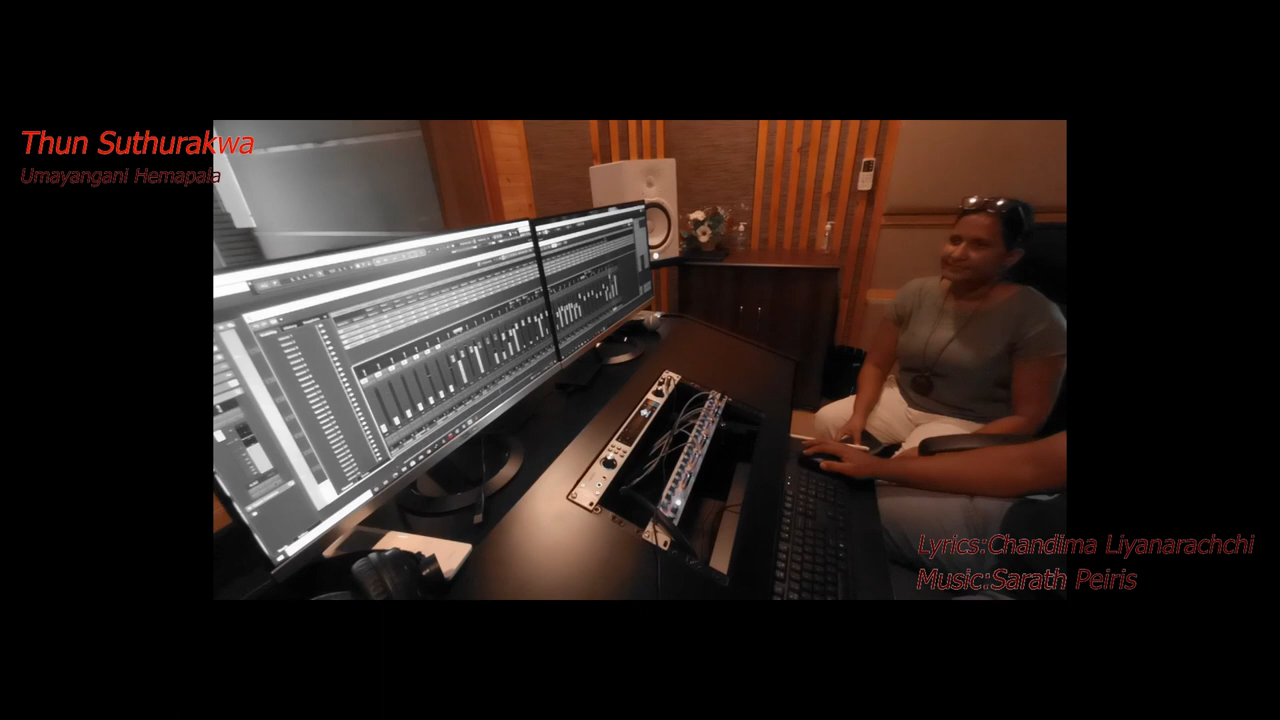 Thun Suthurakwa
Umayangani Hemapala
Lyrics:Chandima Liyanarachchi
Music:Sarath Peiris